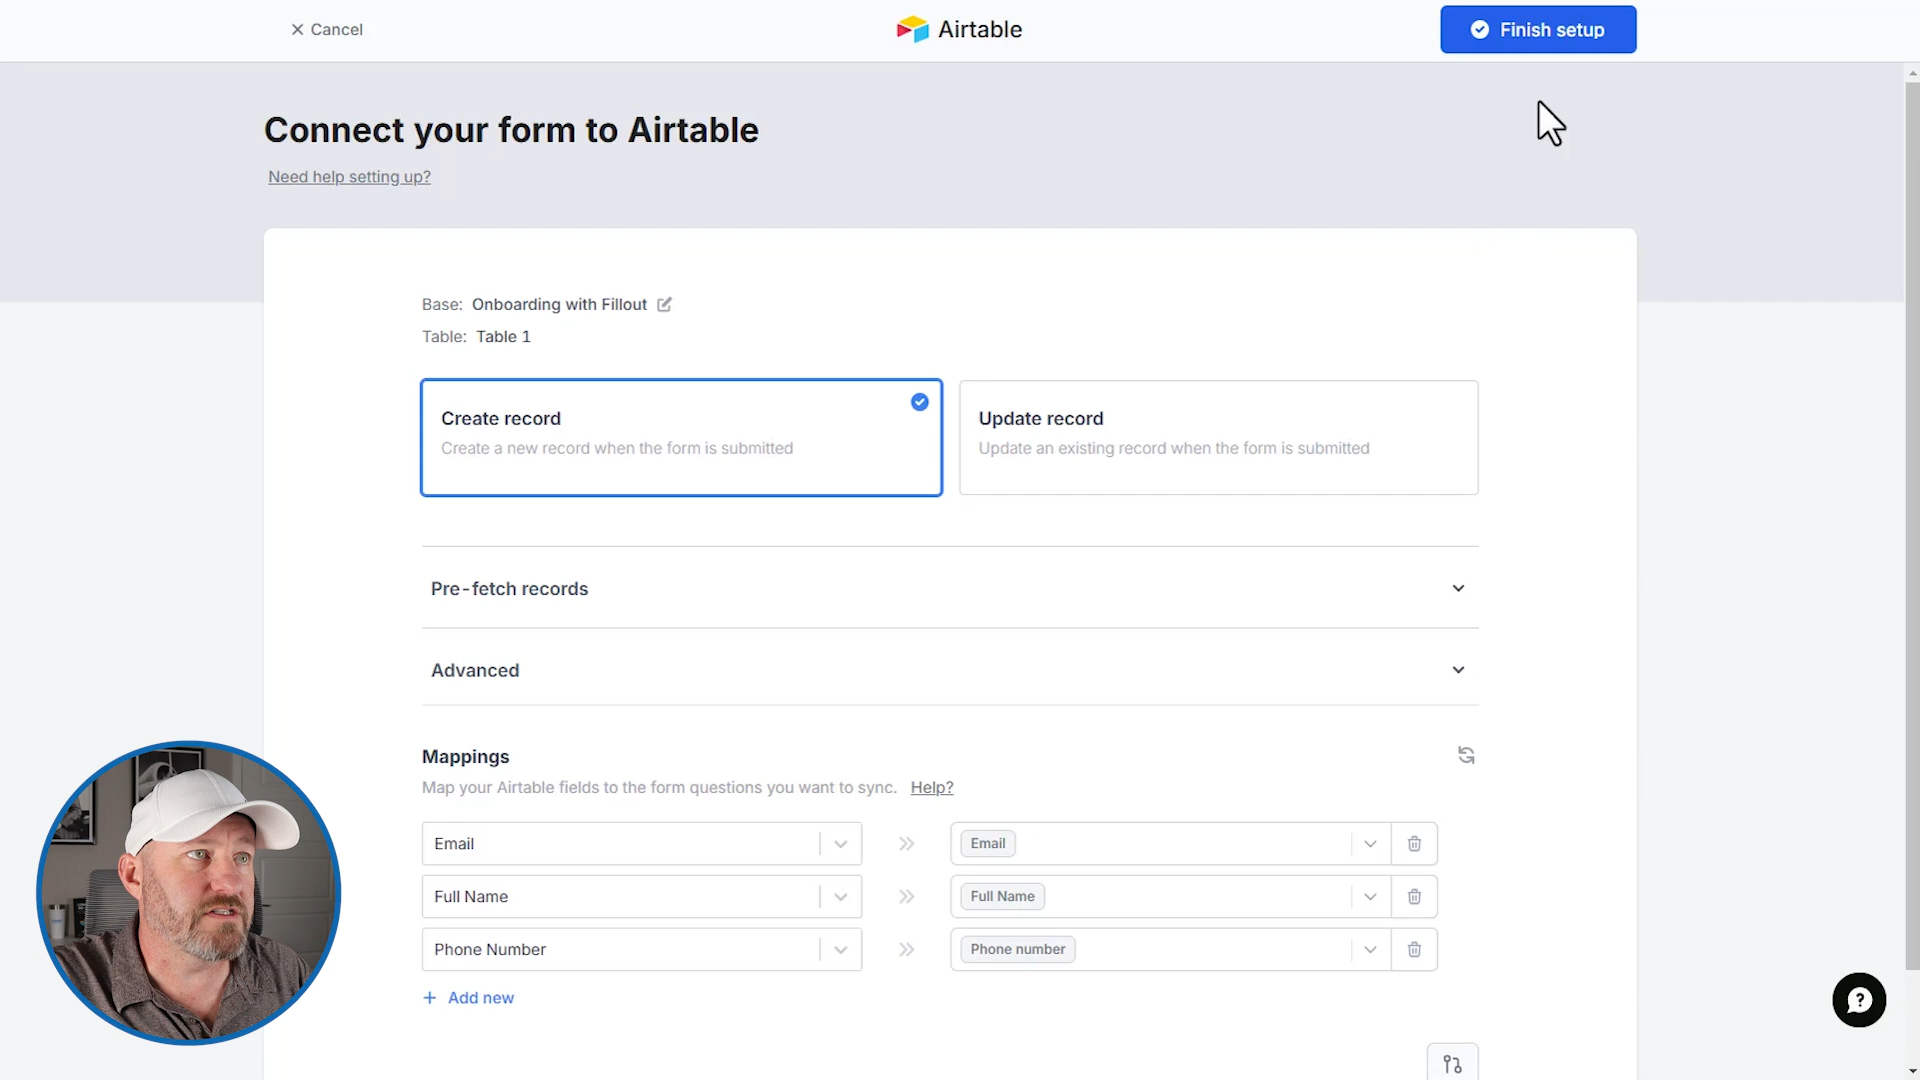 Cancel
Airtable
Finish setup
Connect your form to Airtable
Need help setting up?
Base: Onboarding with Fillout
Table: Table 1
Create record
Create a new record when the form is submitted
Update record
Update an existing record when the form is submitted
Pre-fetch records
Advanced
Mappings
Map your Airtable fields to the form questions you want to sync. Help?
Email
Email
Full Name
Full Name
Phone Number
Phone number
+ Add new